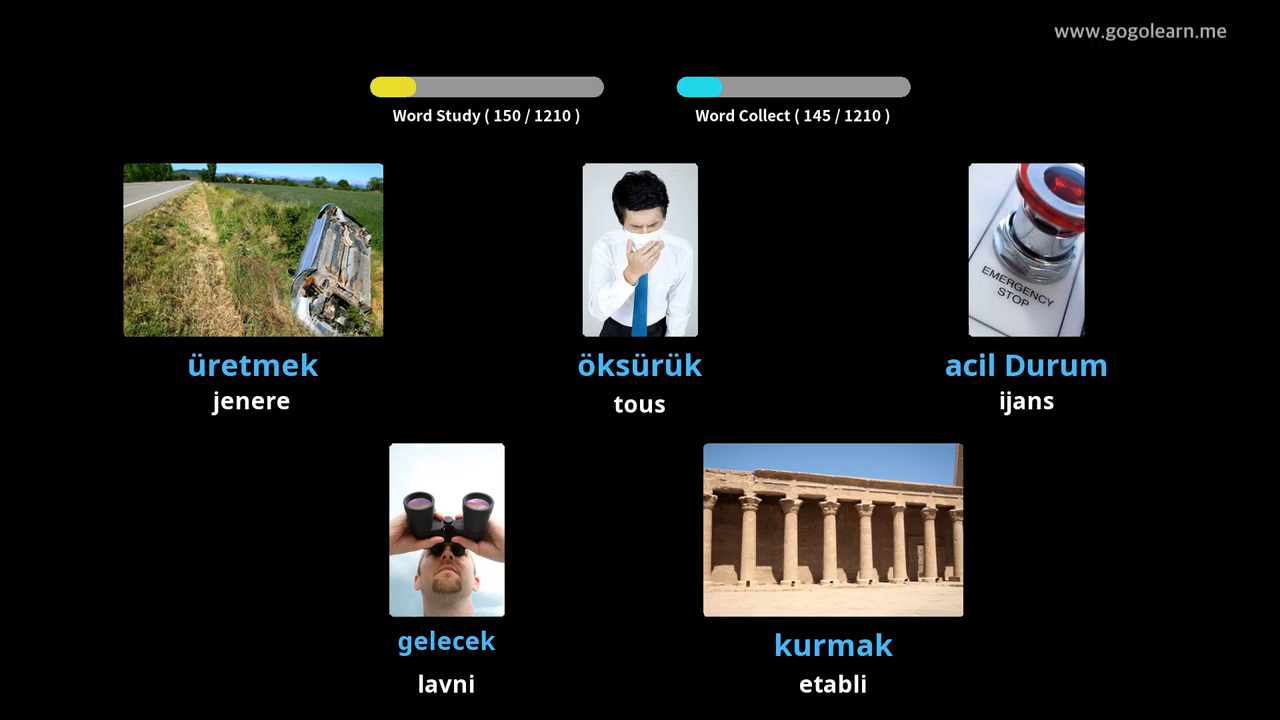 www.gogolearn.me
Word Study ( 150 / 1210 )
Word Collect ( 145 / 1210 )
EMERGENCY
STOP
üretmek
jenere
öksürük
tous
acil Durum
ijans
gelecek
lavni
kurmak
etabli